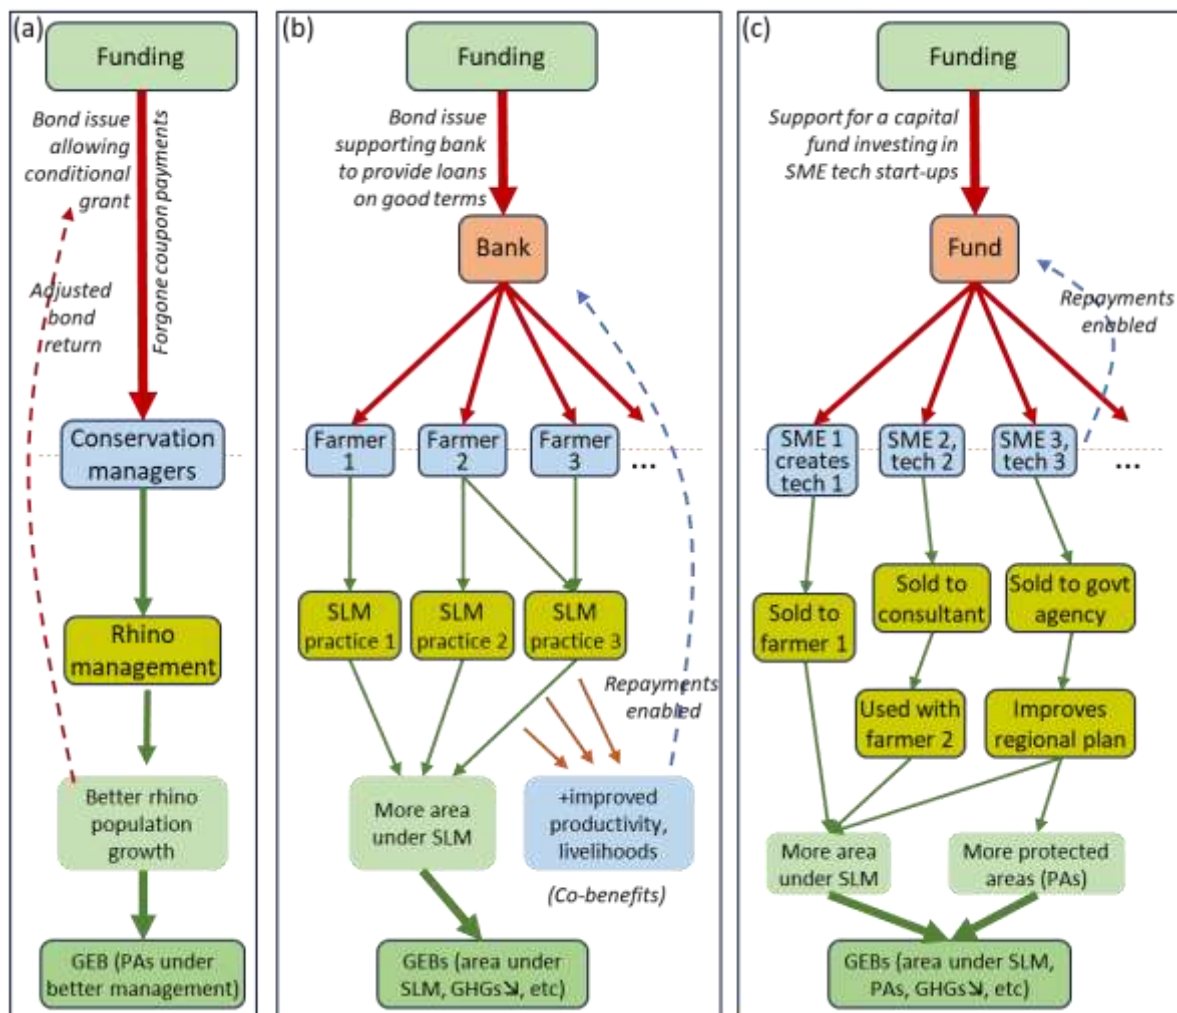 (a)
Funding
Bond issue
allowing
conditional
grant
Forgone coupon payments
Adjusted
bond
return
Conservation
managers
Rhino
management
Better rhino
population
growth
GEB (PAs under
better management)
(b)
Funding
Bond issue
supporting bank
to provide loans
on good terms
Bank
Farmer
1
Farmer
2
Farmer
3
...
SLM
practice 1
SLM
practice 2
SLM
practice 3
Repayments
enabled
More area
under SLM
+improved
productivity,
livelihoods
(Co-benefits)
GEBs (area under
SLM, GHGs↘, etc)
(c)
Funding
Support for a capital
fund investing in
SME tech start-ups
Fund
Repayments
enabled
SME 1
creates
tech 1
SME 2,
tech 2
SME 3,
tech 3
...
Sold to
farmer 1
Sold to
consultant
Sold to govt
agency
Used with
farmer 2
Improves
regional plan
More area
under SLM
More protected
areas (PAs)
GEBs (area under SLM,
PAs, GHGs↘, etc)